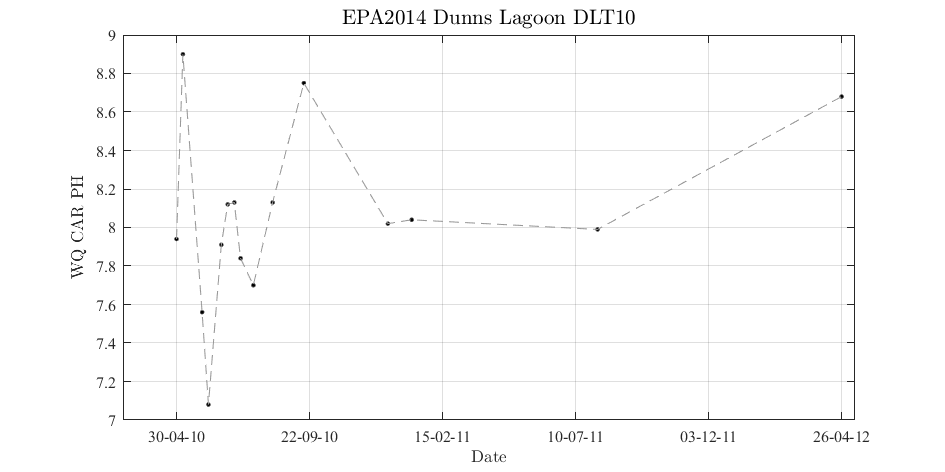 EPA2014 Dunns Lagoon DLT10
9
8.8
8.6
8.4
8.2
8
7.8
7.6
7.4
7.2
7
WQ CAR PH
30-04-10 22-09-10 15-02-11 10-07-11 03-12-11 26-04-12
Date